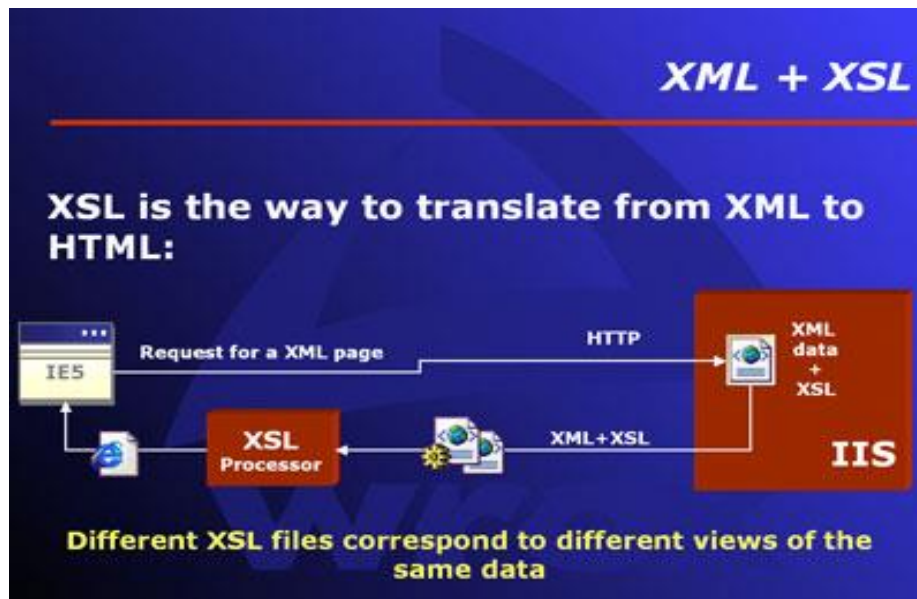 XML + XSL
XSL is the way to translate from XML to
HTML:
IE5
Request for a XML page
HTTP
XML
data
+
XSL
XSL
Processor
XML+XSL
IIS
Different XSL files correspond to different views of the
same data